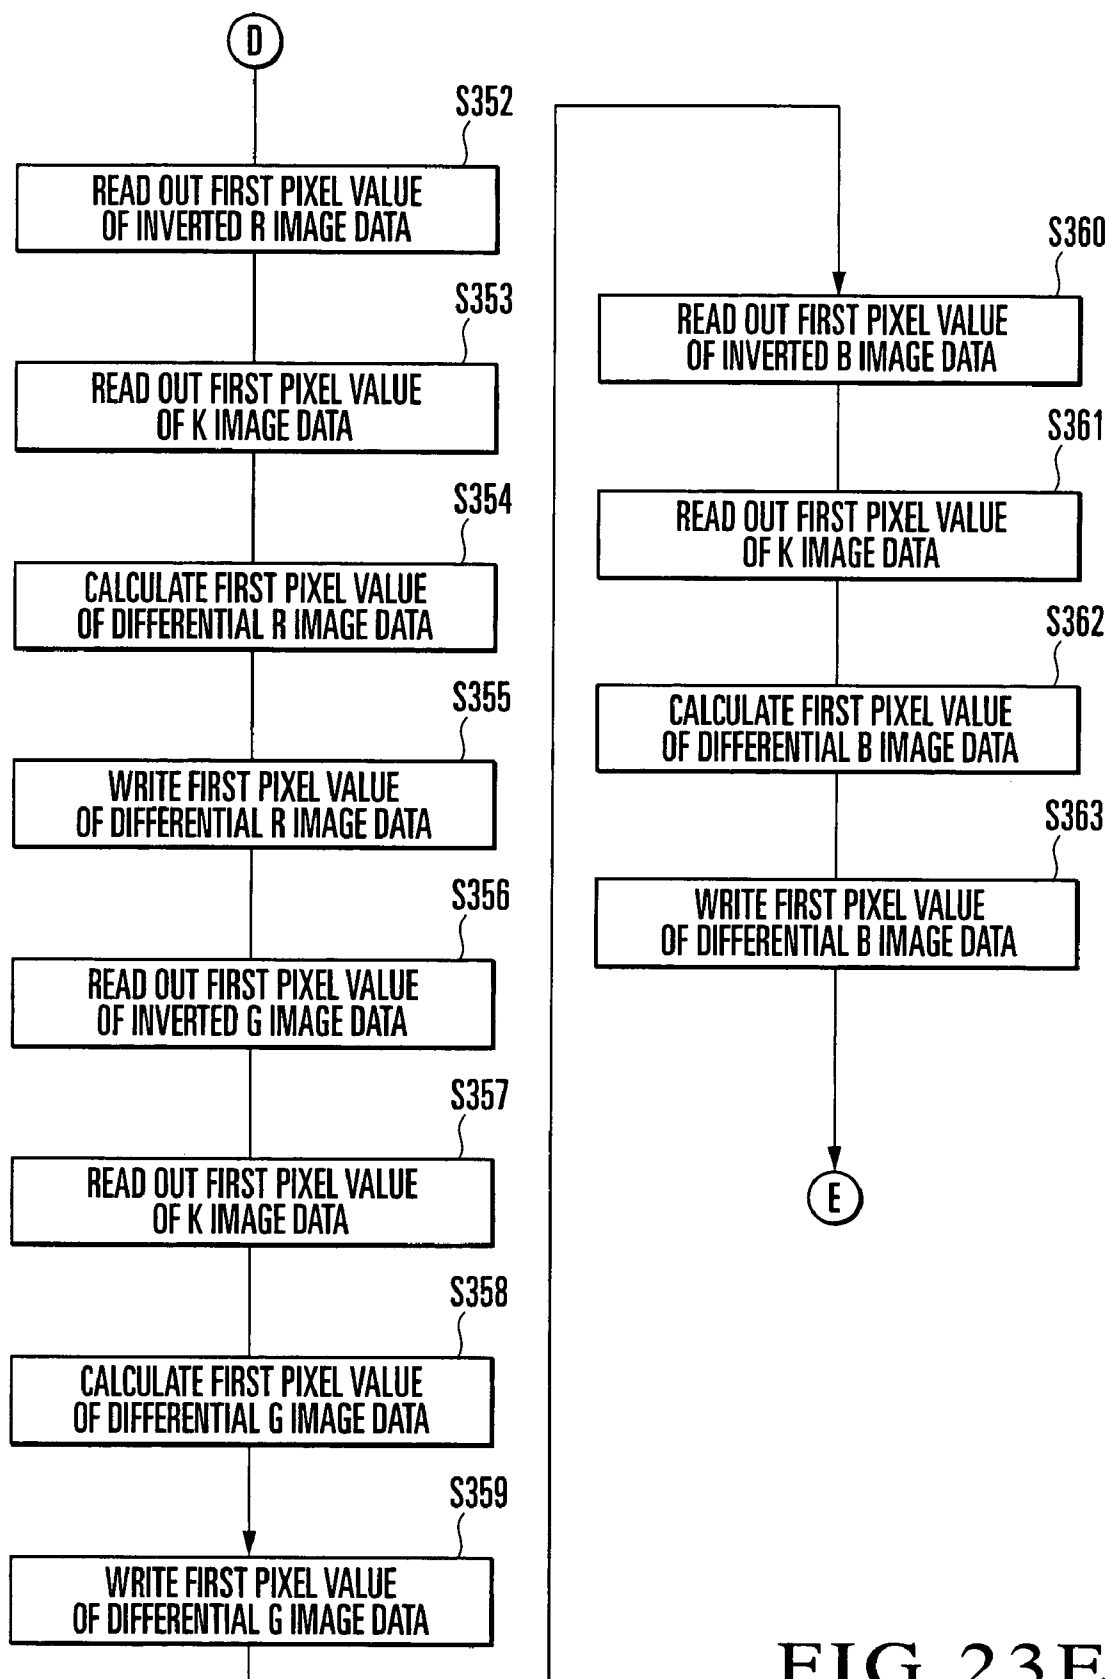 D
S352
READ OUT FIRST PIXEL VALUE
OF INVERTED R IMAGE DATA
S353
READ OUT FIRST PIXEL VALUE
OF K IMAGE DATA
S354
CALCULATE FIRST PIXEL VALUE
OF DIFFERENTIAL R IMAGE DATA
S355
WRITE FIRST PIXEL VALUE
OF DIFFERENTIAL R IMAGE DATA
S356
READ OUT FIRST PIXEL VALUE
OF INVERTED G IMAGE DATA
S357
READ OUT FIRST PIXEL VALUE
OF K IMAGE DATA
S358
CALCULATE FIRST PIXEL VALUE
OF DIFFERENTIAL G IMAGE DATA
S359
WRITE FIRST PIXEL VALUE
OF DIFFERENTIAL G IMAGE DATA
S360
READ OUT FIRST PIXEL VALUE
OF INVERTED B IMAGE DATA
S361
READ OUT FIRST PIXEL VALUE
OF K IMAGE DATA
S362
CALCULATE FIRST PIXEL VALUE
OF DIFFERENTIAL B IMAGE DATA
S363
WRITE FIRST PIXEL VALUE
OF DIFFERENTIAL B IMAGE DATA
E
FIG.23E